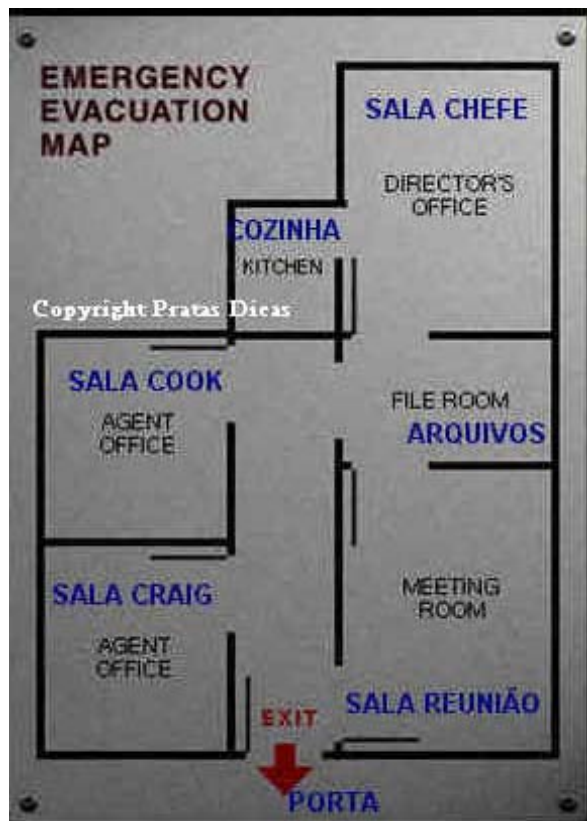 EMERGENCY
EVACUATION
MAP
SALA CHEFE
DIRECTOR'S
OFFICE
COZINHA
KITCHEN
Copyright Pratas Dicas
SALA COOK
AGENT
OFFICE
FILE ROOM
ARQUIVOS
SALA CRAIG
AGENT
OFFICE
MEETING
ROOM
SALA REUNIÃO
EXIT
PORTA